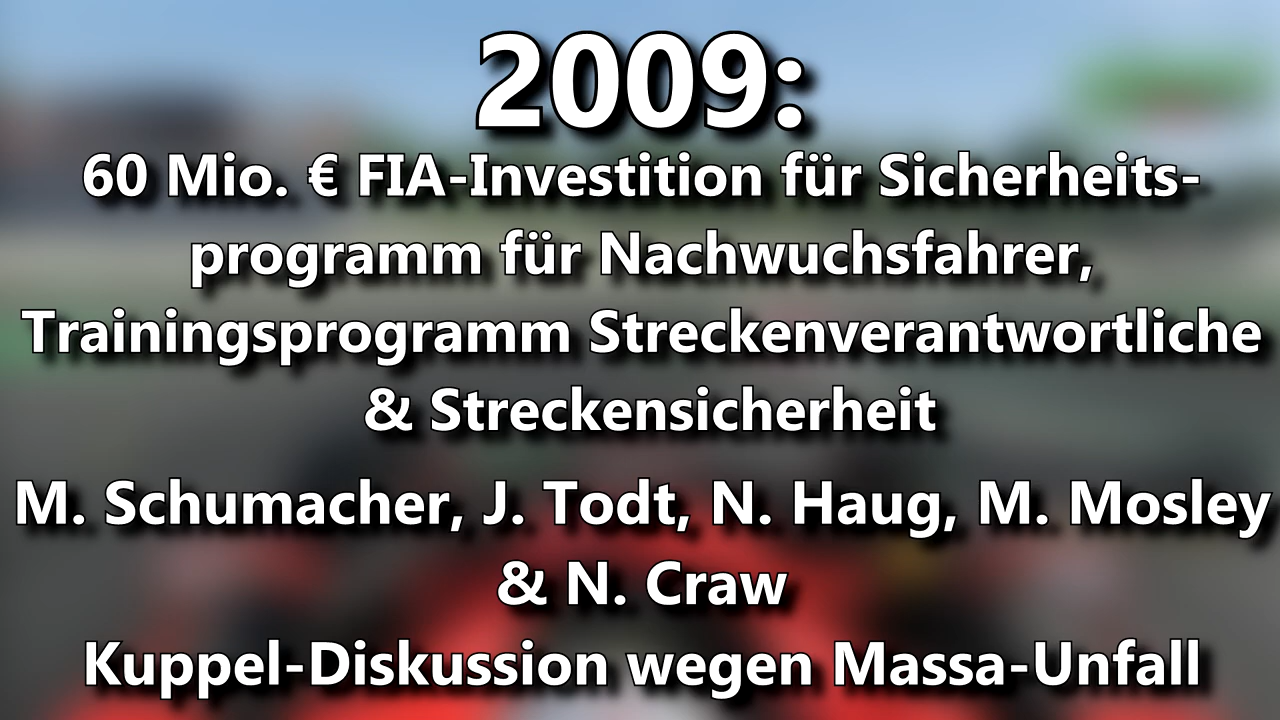 2009:
60 Mio. € FIA-Investition für Sicherheits-
programm für Nachwuchsfahrer,
Trainingsprogramm Streckenverantwortliche
& Streckensicherheit
M. Schumacher, J. Todt, N. Haug, M. Mosley
& N. Craw
Kuppel-Diskussion wegen Massa-Unfall